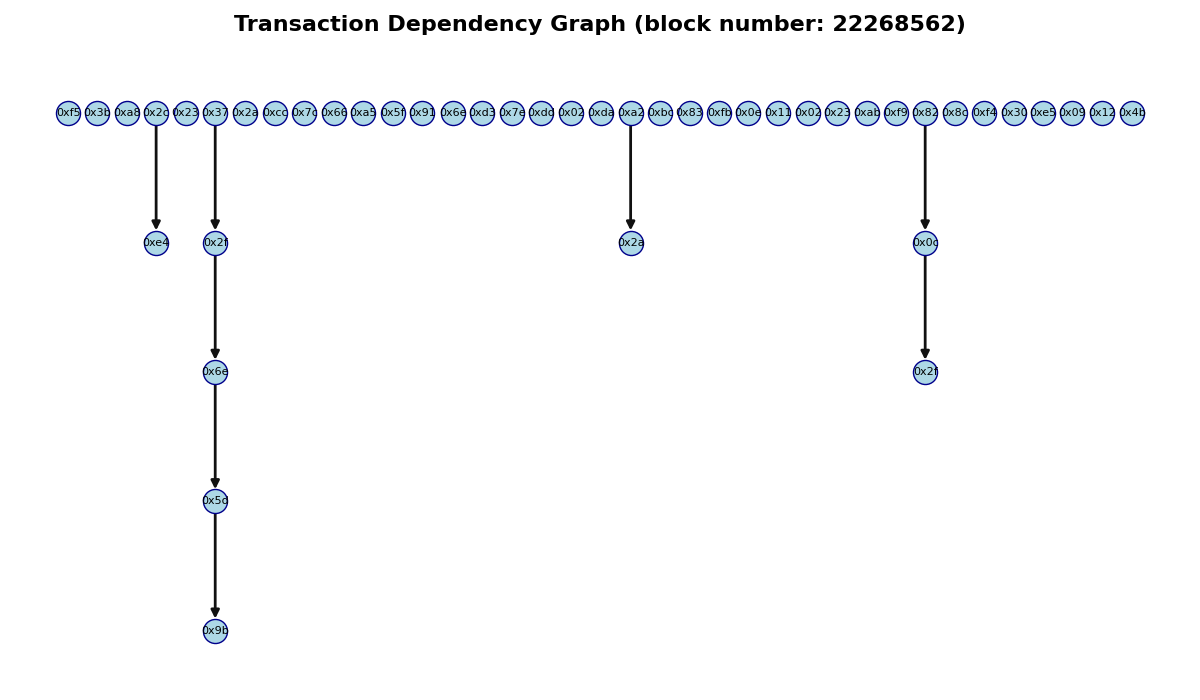 Transaction Dependency Graph (block number: 22268562)
0xf5 0x3b 0xa8 0x2c 0x23 0x37 0x2a 0xcc 0x7c 0x66 0xa5 0x5f 0x91 0x6e 0xd3 0x7e 0xdd 0x02 0xda 0xa2 0xbc 0x83 0xfb 0x0e 0x11 0x02 0x23 0xab 0xf9 0x82 0x8c 0xf4 0x30 0xe5 0x09 0x12 0x4b
0xe4 0x2f 0x2a 0x0c
0x6e 0x2f
0x5d
0x9b